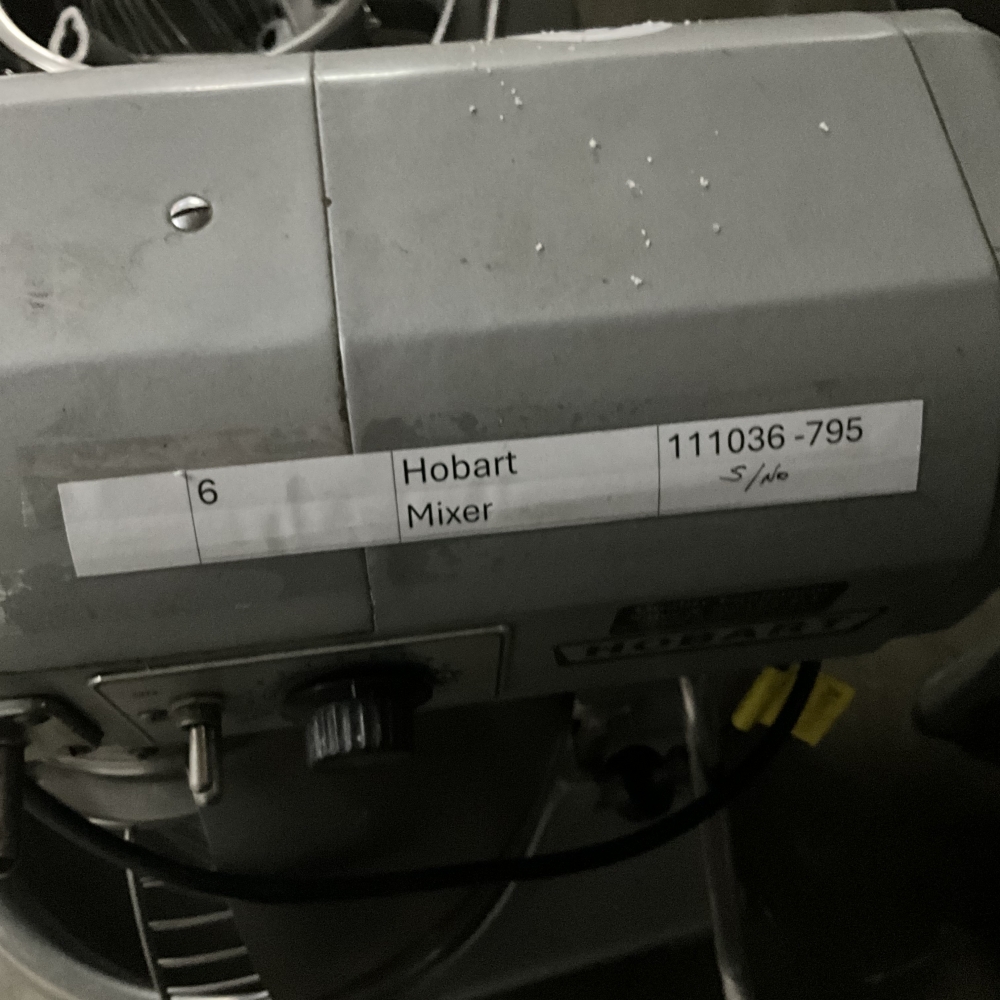 6
Hobart
Mixer
111036 -795
S/No
HOBART